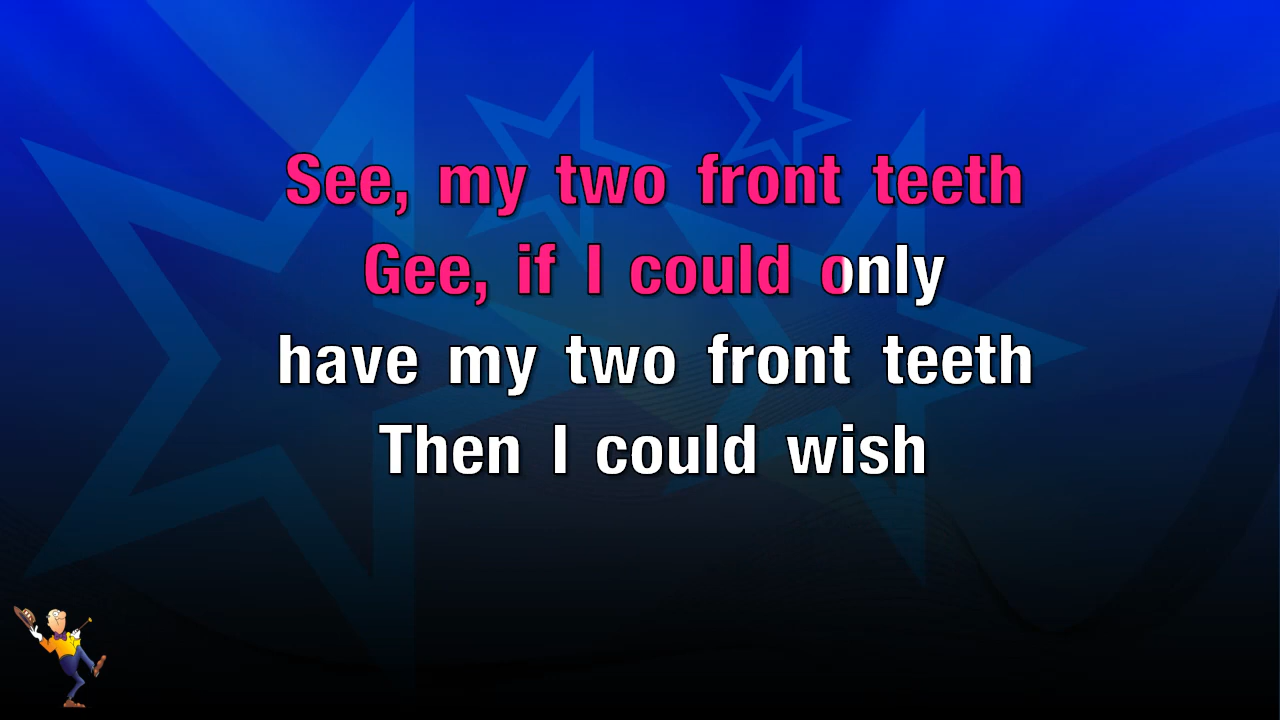 See, my two front teeth
Gee, if I could only
have my two front teeth
Then I could wish